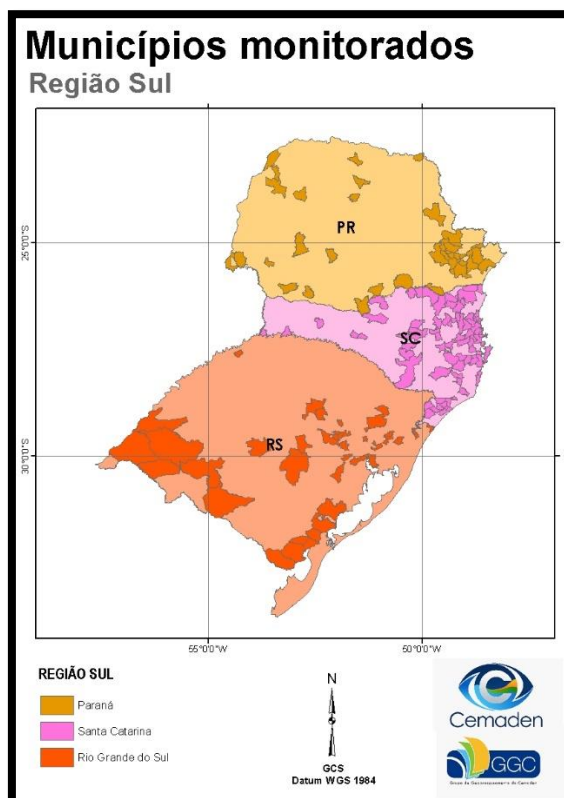 Municípios monitorados
Região Sul
25°0'0"S
PR
SC
RS
30°0'0"S
55°0'0"W
50°0'0"W
REGIÃO SUL
Paraná
Santa Catarina
Rio Grande do Sul
N
GCS
Datum WGS 1984
Cemaden
GGC